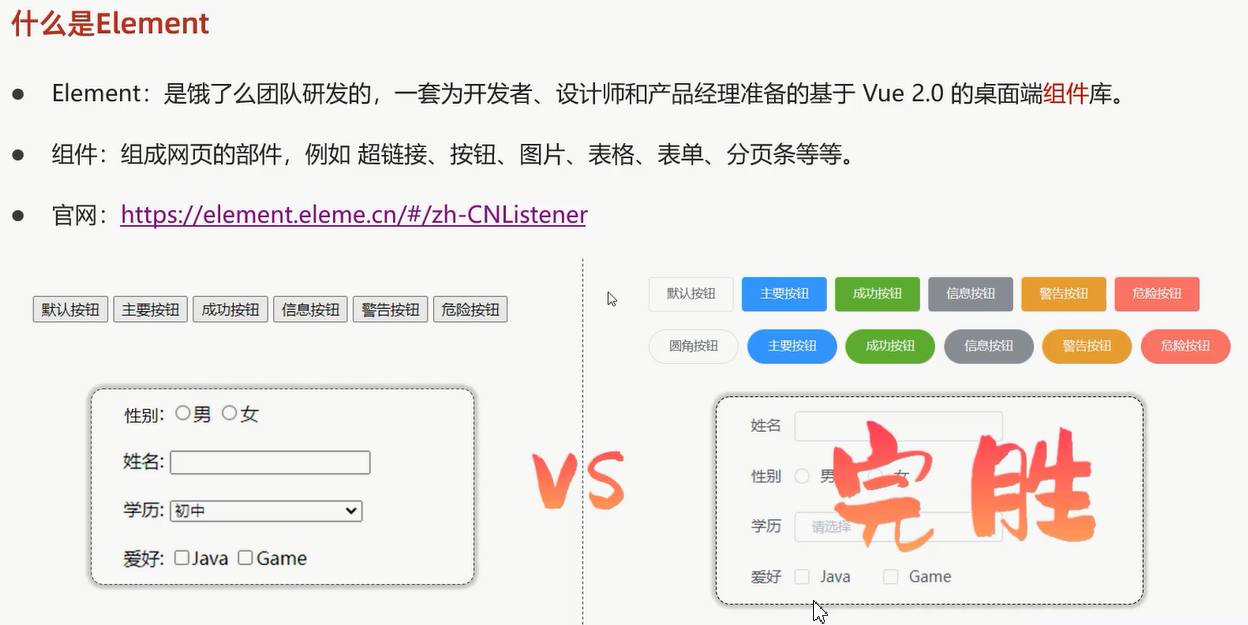 什么是Element
● Element：是饿了么团队研发的，一套为开发者、设计师和产品经理准备的基于 Vue 2.0 的桌面端组件库。
● 组件：组成网页的部件，例如 超链接、按钮、图片、表格、表单、分页条等等。
● 官网：https://element.eleme.cn/#/zh-CNListener
默认按钮 主要按钮 成功按钮 信息按钮 警告按钮 危险按钮
性别：男 女
姓名:
学历: 初中
爱好: Java Game
VS
默认按钮 主要按钮 成功按钮 信息按钮 警告按钮 危险按钮
圆角按钮 主要按钮 成功按钮 信息按钮 警告按钮 危险按钮
姓名
性别 男 女
学历 请选择
爱好 Java Game
完胜